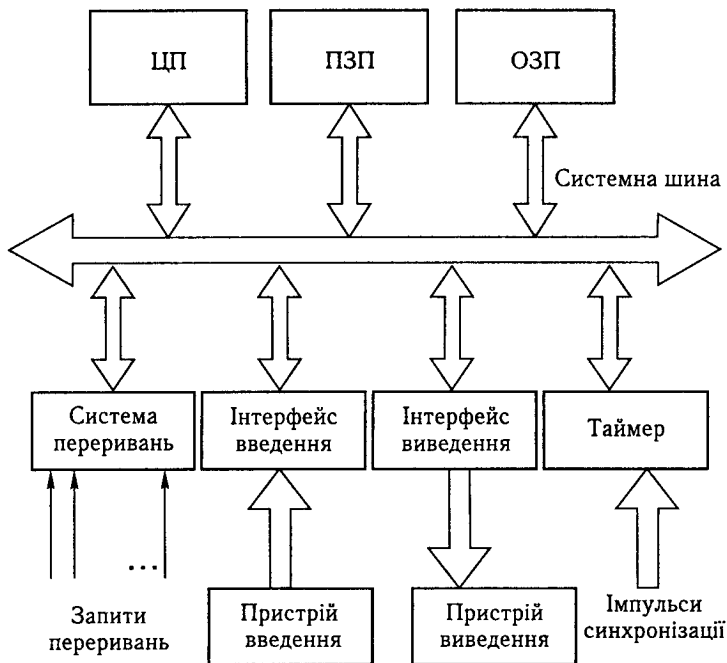 ЦП
ПЗП
ОЗП
Системна шина
Система
переривань
Інтерфейс
введення
Інтерфейс
виведення
Таймер
...
Запити
переривань
Пристрій
введення
Пристрій
виведення
Імпульси
синхронізації